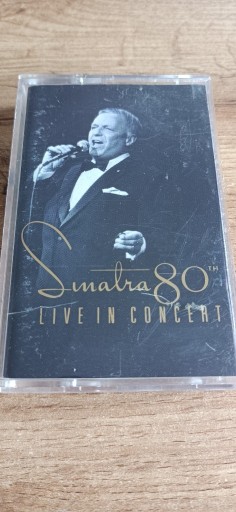 Sinatra 80TH
LIVE IN CONCERT